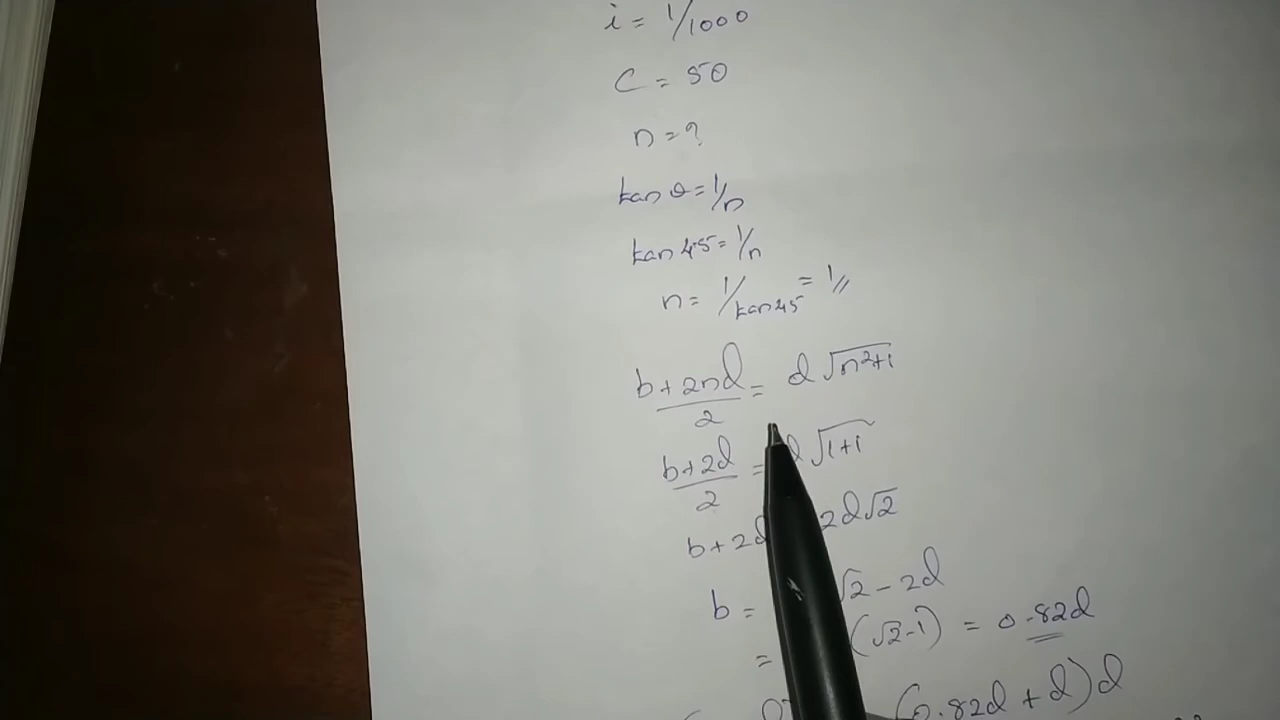 i = 1/1000
C = 50
n = ?
tan θ = 1/n
tan 45 = 1/n
n = 1/tan45 = 1//
b+2nd/2 = d √n²+1
b+2d/2 = d √1+1
b+2d 2d√2
b = √2 - 2d
= (√2-1) = 0.82d
(0.82d + d)d